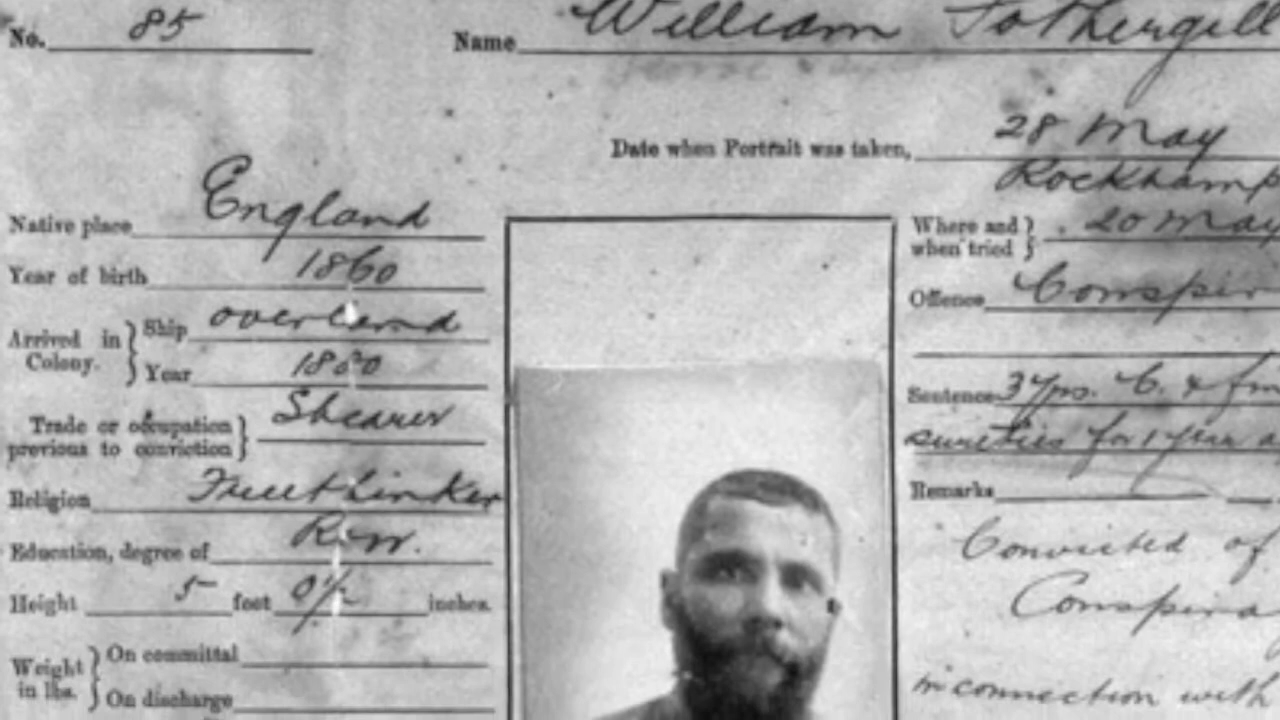 No. 85
Name William Fothergill
Date when Portrait was taken, 28 May
Native place England
Year of birth 1860
Arrived in Colony. } Ship overland
Year 1880
Trade or occupation previous to conviction } Shearer
Religion Freethinker
Education, degree of R&W.
Height 5 feet 0½ inches.
Weight in lbs. } On committal
On discharge
Rockhamp
Where and when tried } . 20 May
Offence Conspir
Sentence 3 yrs. C. & fin
sureties for 1 year a
Remarks
Convicted of
Conspira
in connection with